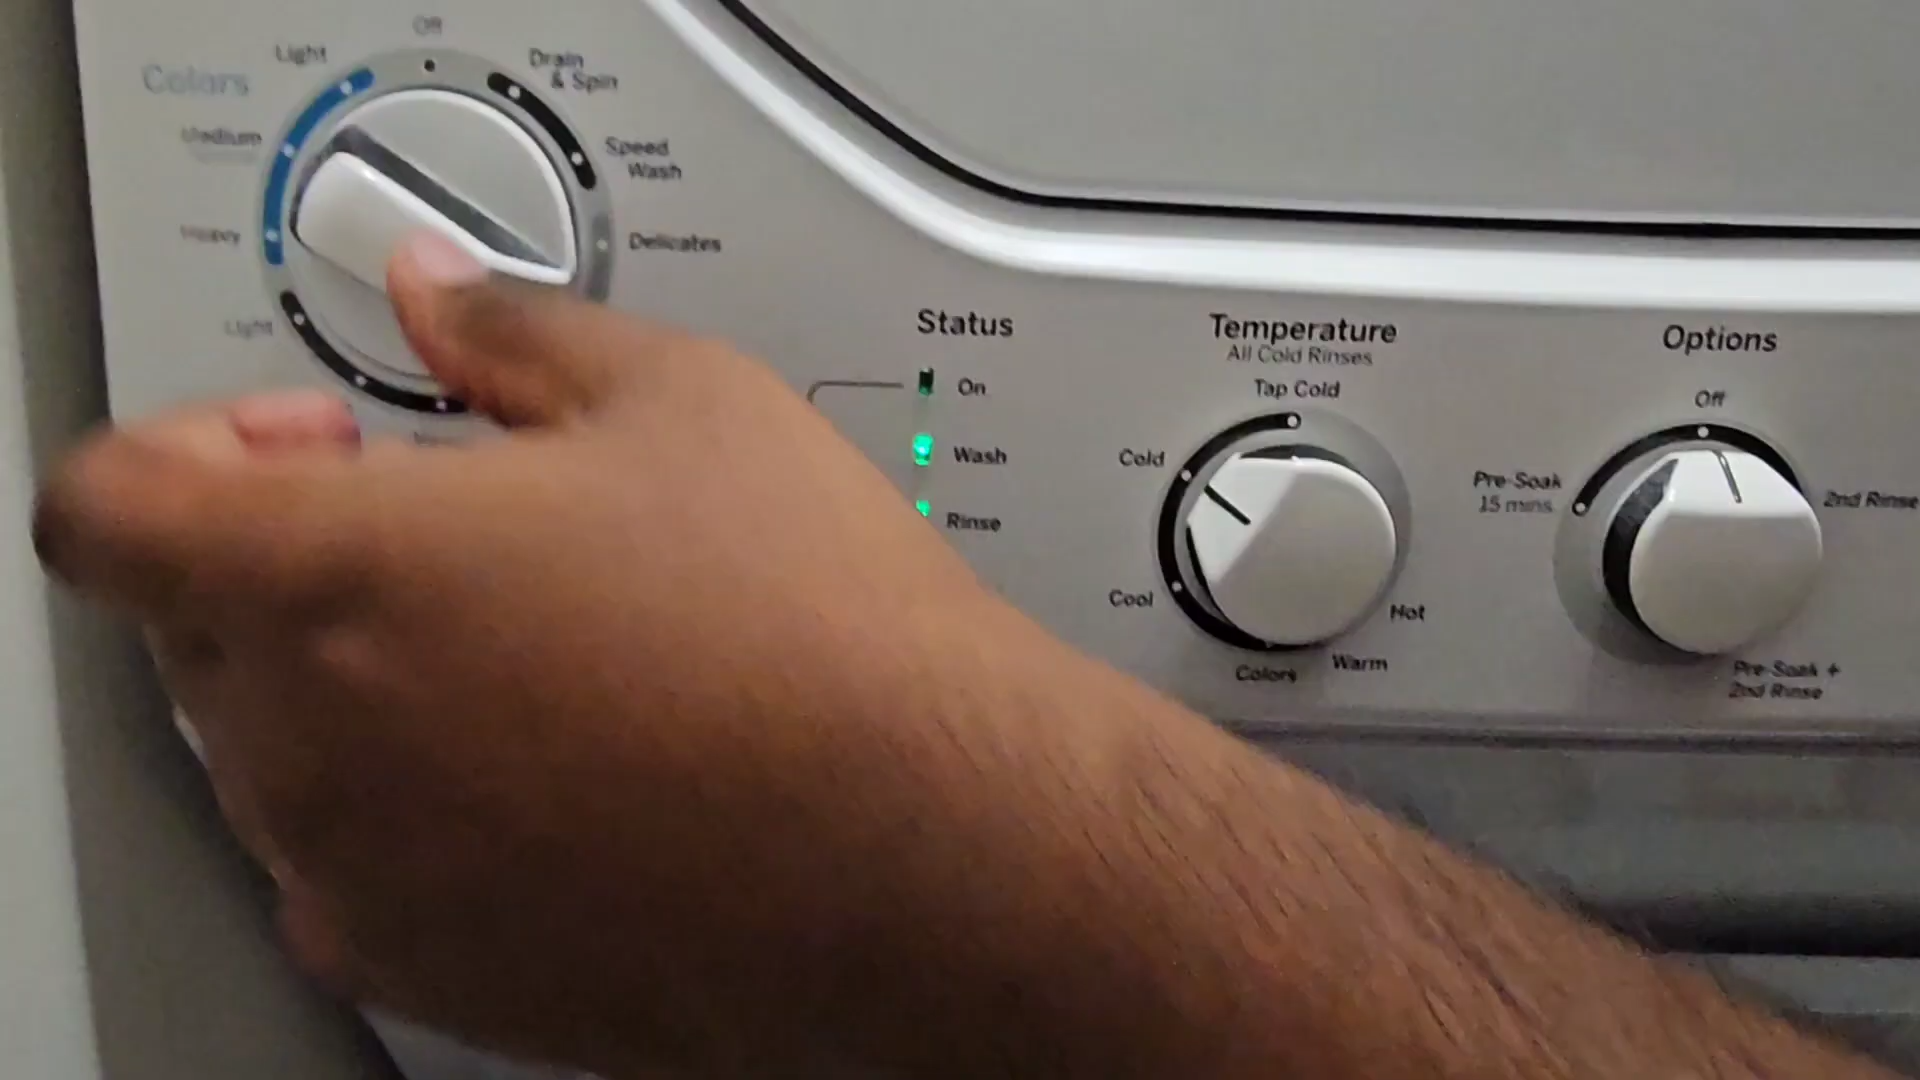 Off
Light
Drain
& Spin
Colors
Medium
Speed
Wash
Heavy
Delicates
Light
Status
On
Wash
Rinse
Temperature
All Cold Rinses
Tap Cold
Cold
Cool
Colors
Warm
Hot
Options
Off
Pre-Soak
15 mins.
2nd Rinse
Pre-Soak +
2nd Rinse